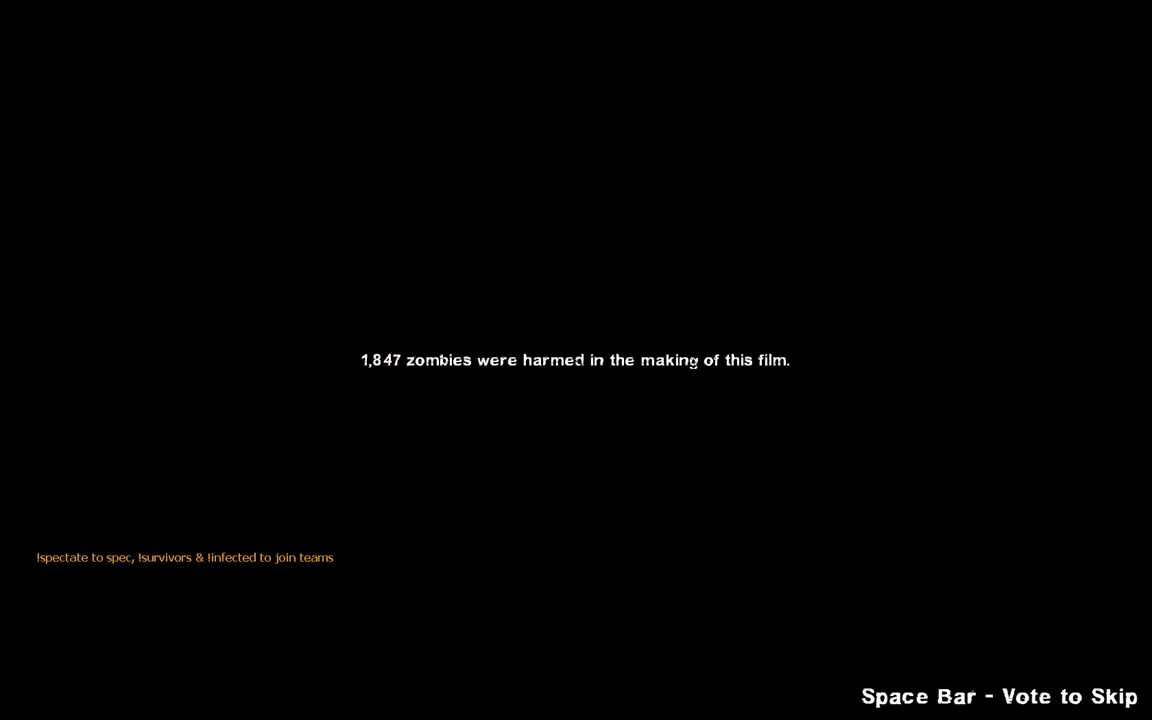 1,847 zombies were harmed in the making of this film.
!spectate to spec, !survivors & !infected to join teams
Space Bar - Vote to Skip